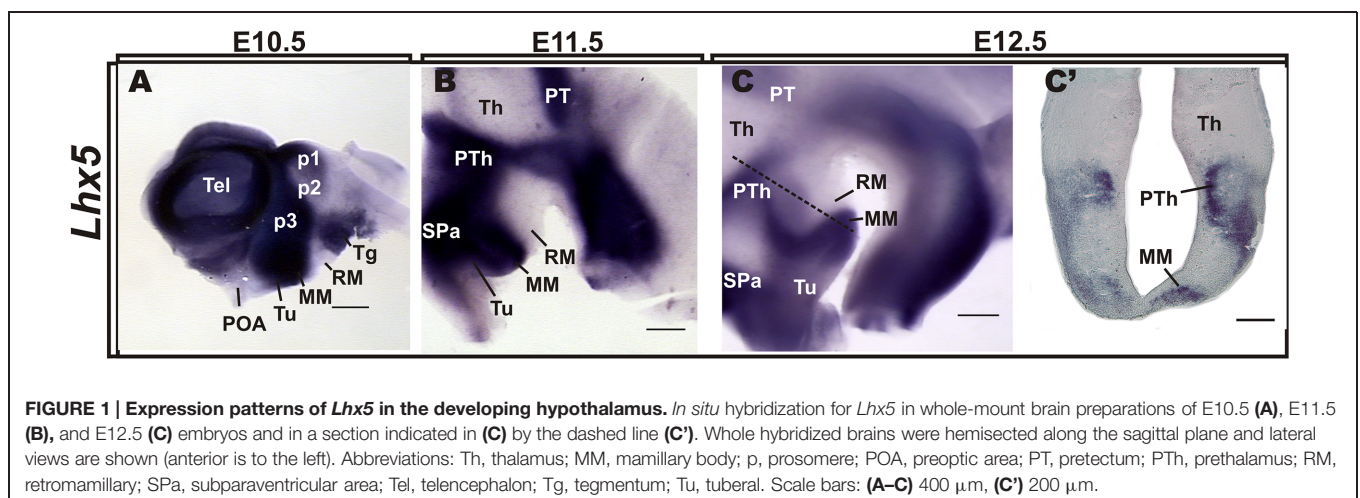 E10.5 E11.5 E12.5
Lhx5
A B C C’
Tel p1 p2 p3 Tg RM MM Tu POA
Th PT PTh SPa RM MM Tu
PT Th PTh RM MM SPa Tu
Th PTh MM
FIGURE 1 | Expression patterns of Lhx5 in the developing hypothalamus. In situ hybridization for Lhx5 in whole-mount brain preparations of E10.5 (A), E11.5
(B), and E12.5 (C) embryos and in a section indicated in (C) by the dashed line (C’). Whole hybridized brains were hemisected along the sagittal plane and lateral
views are shown (anterior is to the left). Abbreviations: Th, thalamus; MM, mamillary body; p, prosomere; POA, preoptic area; PT, pretectum; PTh, prethalamus; RM,
retromamillary; SPa, subparaventricular area; Tel, telencephalon; Tg, tegmentum; Tu, tuberal. Scale bars: (A–C) 400 μm, (C’) 200 μm.